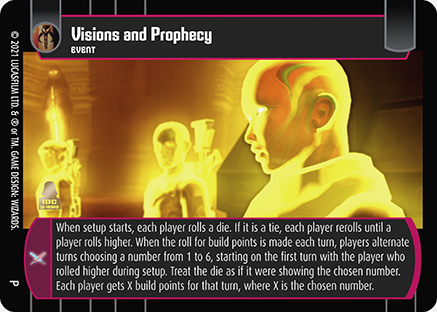 Visions and Prophecy
EVENT
© 2021 LUCASFILM LTD. & ® or TM. GAME DESIGN: WIZARDS.
100
When setup starts, each player rolls a die. If it is a tie, each player rerolls until a
player rolls higher. When the roll for build points is made each turn, players alternate
turns choosing a number from 1 to 6, starting on the first turn with the player who
rolled higher during setup. Treat the die as if it were showing the chosen number.
Each player gets X build points for that turn, where X is the chosen number.
P